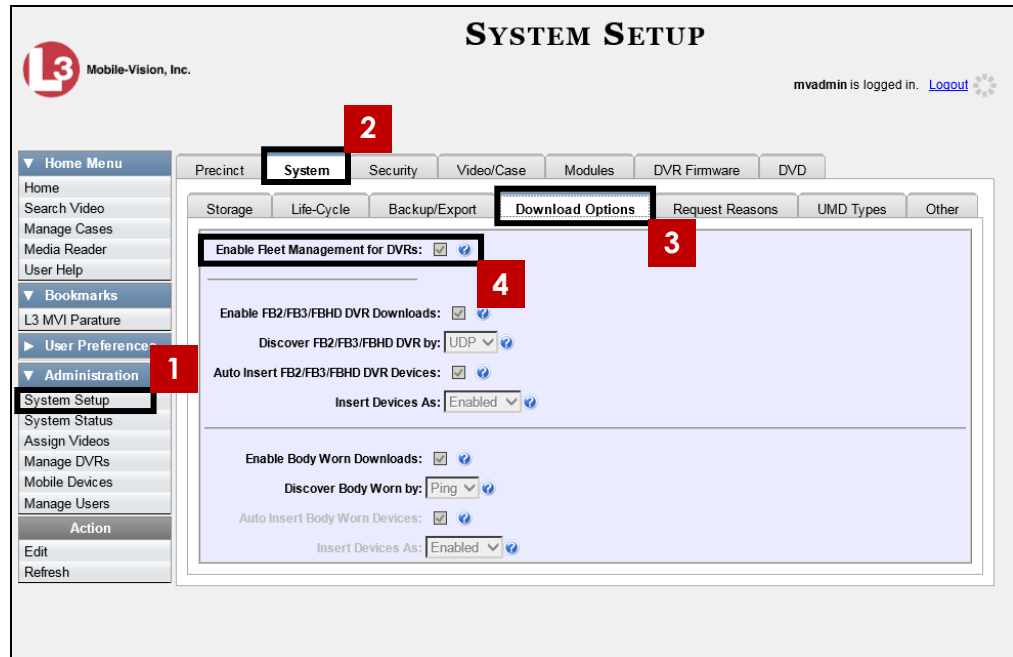 SYSTEM SETUP
L3 Mobile-Vision, Inc.
mvadmin is logged in. Logout
2
▼ Home Menu
Home
Search Video
Manage Cases
Media Reader
User Help
▼ Bookmarks
L3 MVI Parature
▶ User Preferences
▼ Administration
1
System Setup
System Status
Assign Videos
Manage DVRs
Mobile Devices
Manage Users
Action
Edit
Refresh
Precinct System Security Video/Case Modules DVR Firmware DVD
Storage Life-Cycle Backup/Export Download Options Request Reasons UMD Types Other
3
Enable Fleet Management for DVRs: ?
4
Enable FB2/FB3/FBHD DVR Downloads: ?
Discover FB2/FB3/FBHD DVR by: UDP ?
Auto Insert FB2/FB3/FBHD DVR Devices: ?
Insert Devices As: Enabled ?
Enable Body Worn Downloads: ?
Discover Body Worn by: Ping ?
Auto Insert Body Worn Devices: ?
Insert Devices As: Enabled ?